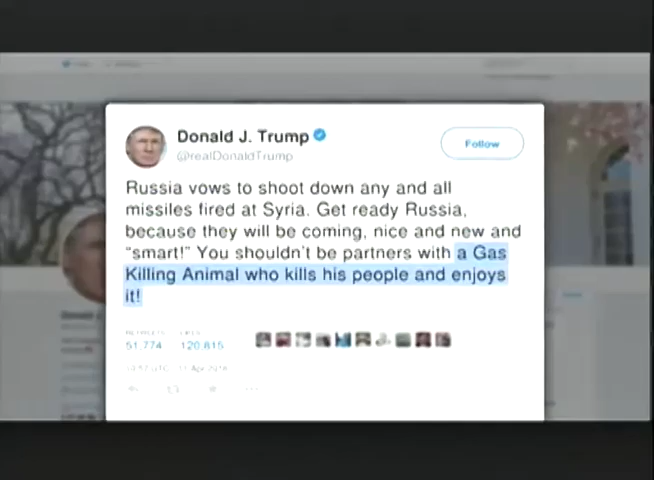 Donald J. Trump
@realDonaldTrump
Follow
Russia vows to shoot down any and all
missiles fired at Syria. Get ready Russia,
because they will be coming, nice and new and
“smart!” You shouldn’t be partners with a Gas
Killing Animal who kills his people and enjoys
it!
RETWEETS LIKES
51,774 120,815